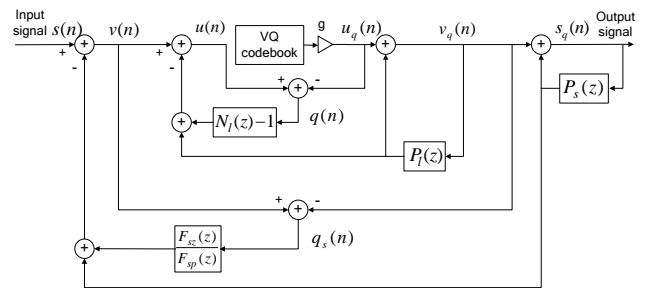 Input
signal
s(n)
v(n)
u(n)
VQ
codebook
g
u_q(n)
v_q(n)
s_q(n)
Output
signal
+
+
+
+
+
-
-
P_s(z)
+
-
+
N_l(z)-1
q(n)
+
P_l(z)
+
-
+
q_s(n)
F_sz(z)
F_sp(z)
+